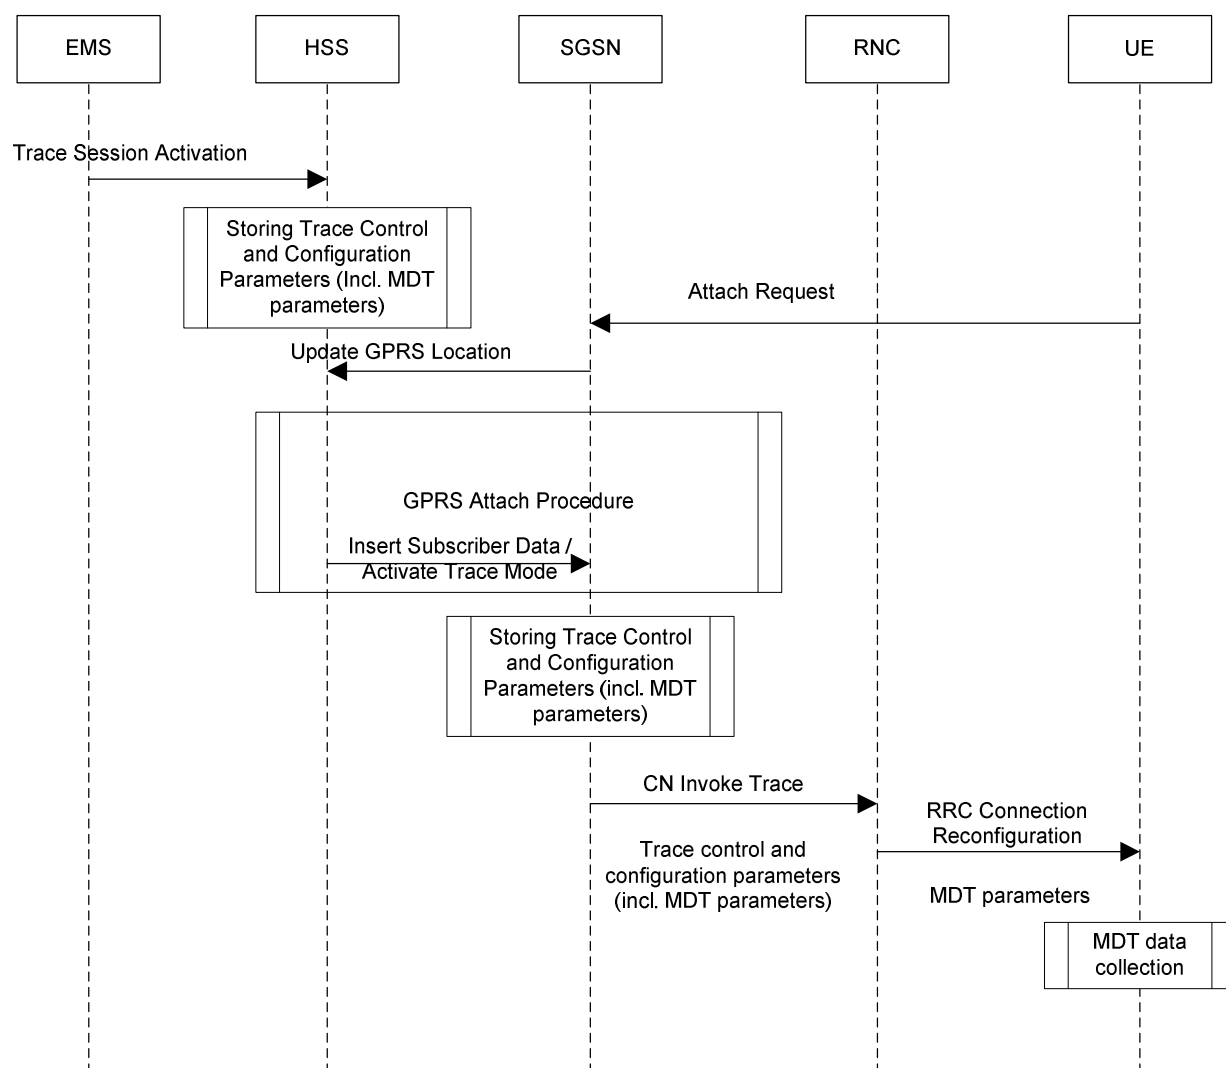 EMS
HSS
SGSN
RNC
UE
Trace Session Activation
Storing Trace Control
and Configuration
Parameters (Incl. MDT
parameters)
Attach Request
Update GPRS Location
GPRS Attach Procedure
Insert Subscriber Data /
Activate Trace Mode
Storing Trace Control
and Configuration
Parameters (incl. MDT
parameters)
CN Invoke Trace
RRC Connection
Reconfiguration
Trace control and
configuration parameters
(incl. MDT parameters)
MDT parameters
MDT data
collection